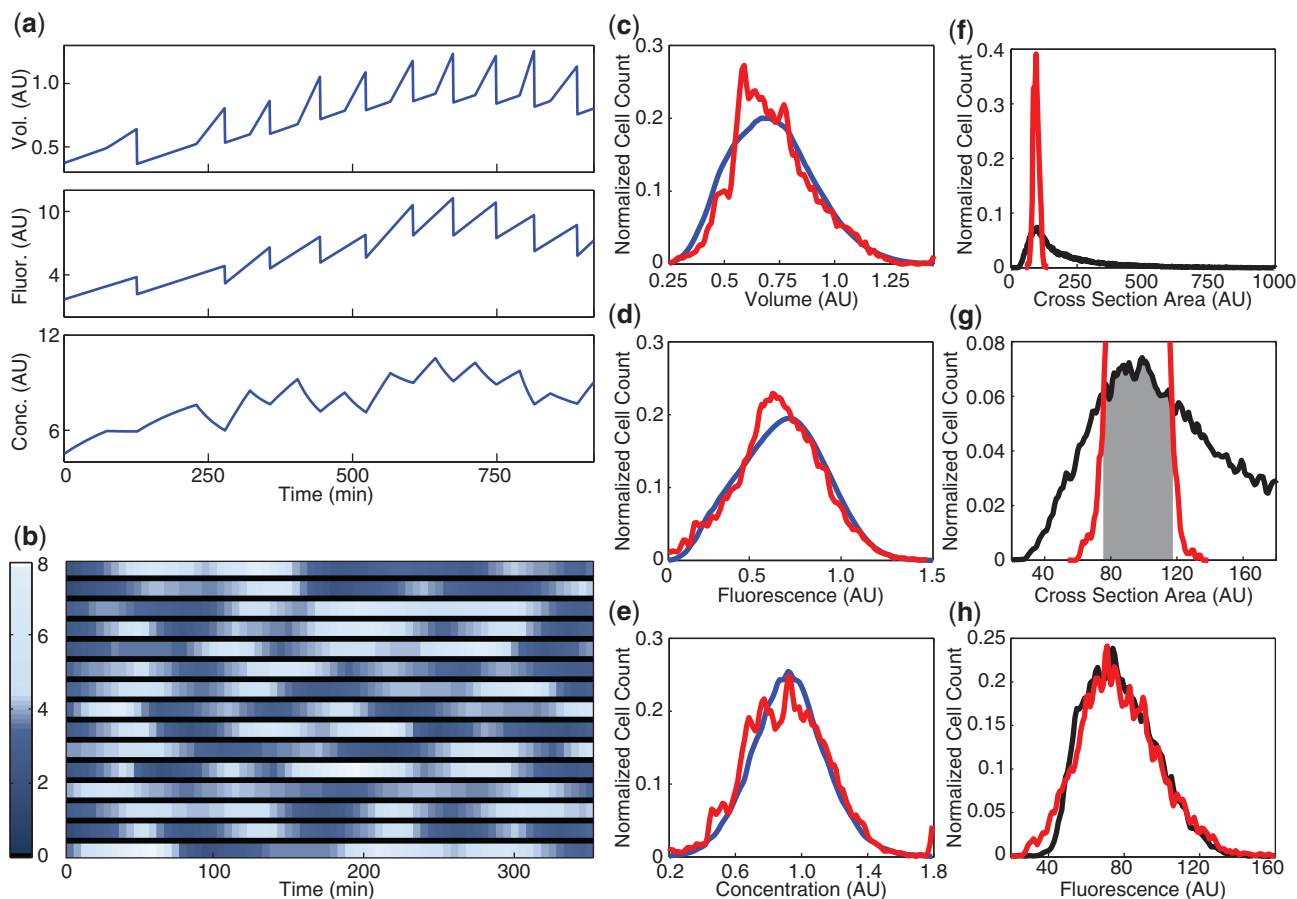 (a)
Vol. (AU)
1.0
0.5
Fluor. (AU)
10
4
Conc. (AU)
12
6
0 250 500 750
Time (min)
(b)
8
6
4
2
0
100 200 300
Time (min)
(c)
Normalized Cell Count
0.3
0.2
0.1
0
0.25 0.5 0.75 1.0 1.25
Volume (AU)
(d)
Normalized Cell Count
0.3
0.2
0.1
0
0 0.5 1.0 1.5
Fluorescence (AU)
(e)
Normalized Cell Count
0.3
0.2
0.1
0
0.2 0.6 1.0 1.4 1.8
Concentration (AU)
(f)
Normalized Cell Count
0.4
0.3
0.2
0.1
0
0 250 500 750 1000
Cross Section Area (AU)
(g)
Normalized Cell Count
0.08
0.06
0.04
0.02
0
40 80 120 160
Cross Section Area (AU)
(h)
Normalized Cell Count
0.25
0.20
0.15
0.10
0.05
0
0 40 80 120 160
Fluorescence (AU)